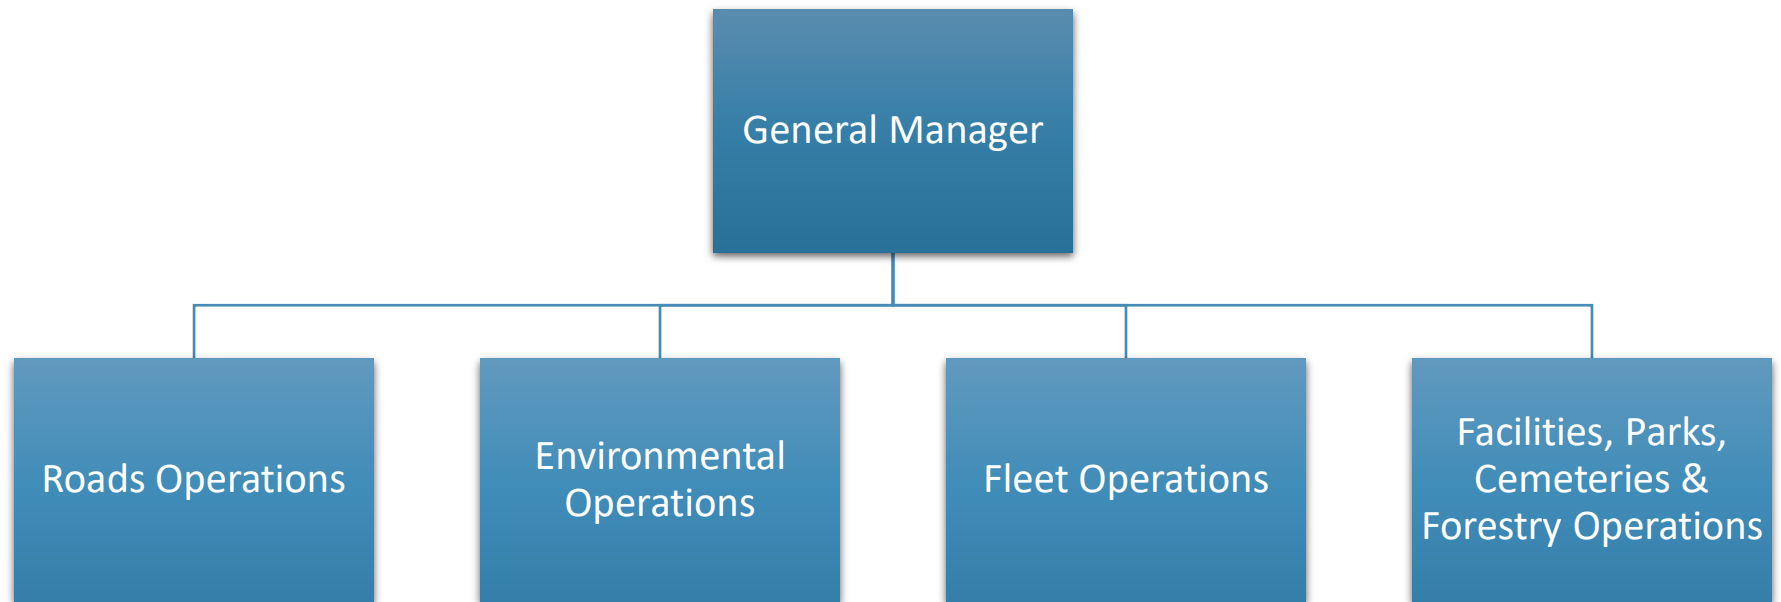 General Manager
Roads Operations
Environmental
Operations
Fleet Operations
Facilities, Parks,
Cemeteries &
Forestry Operations